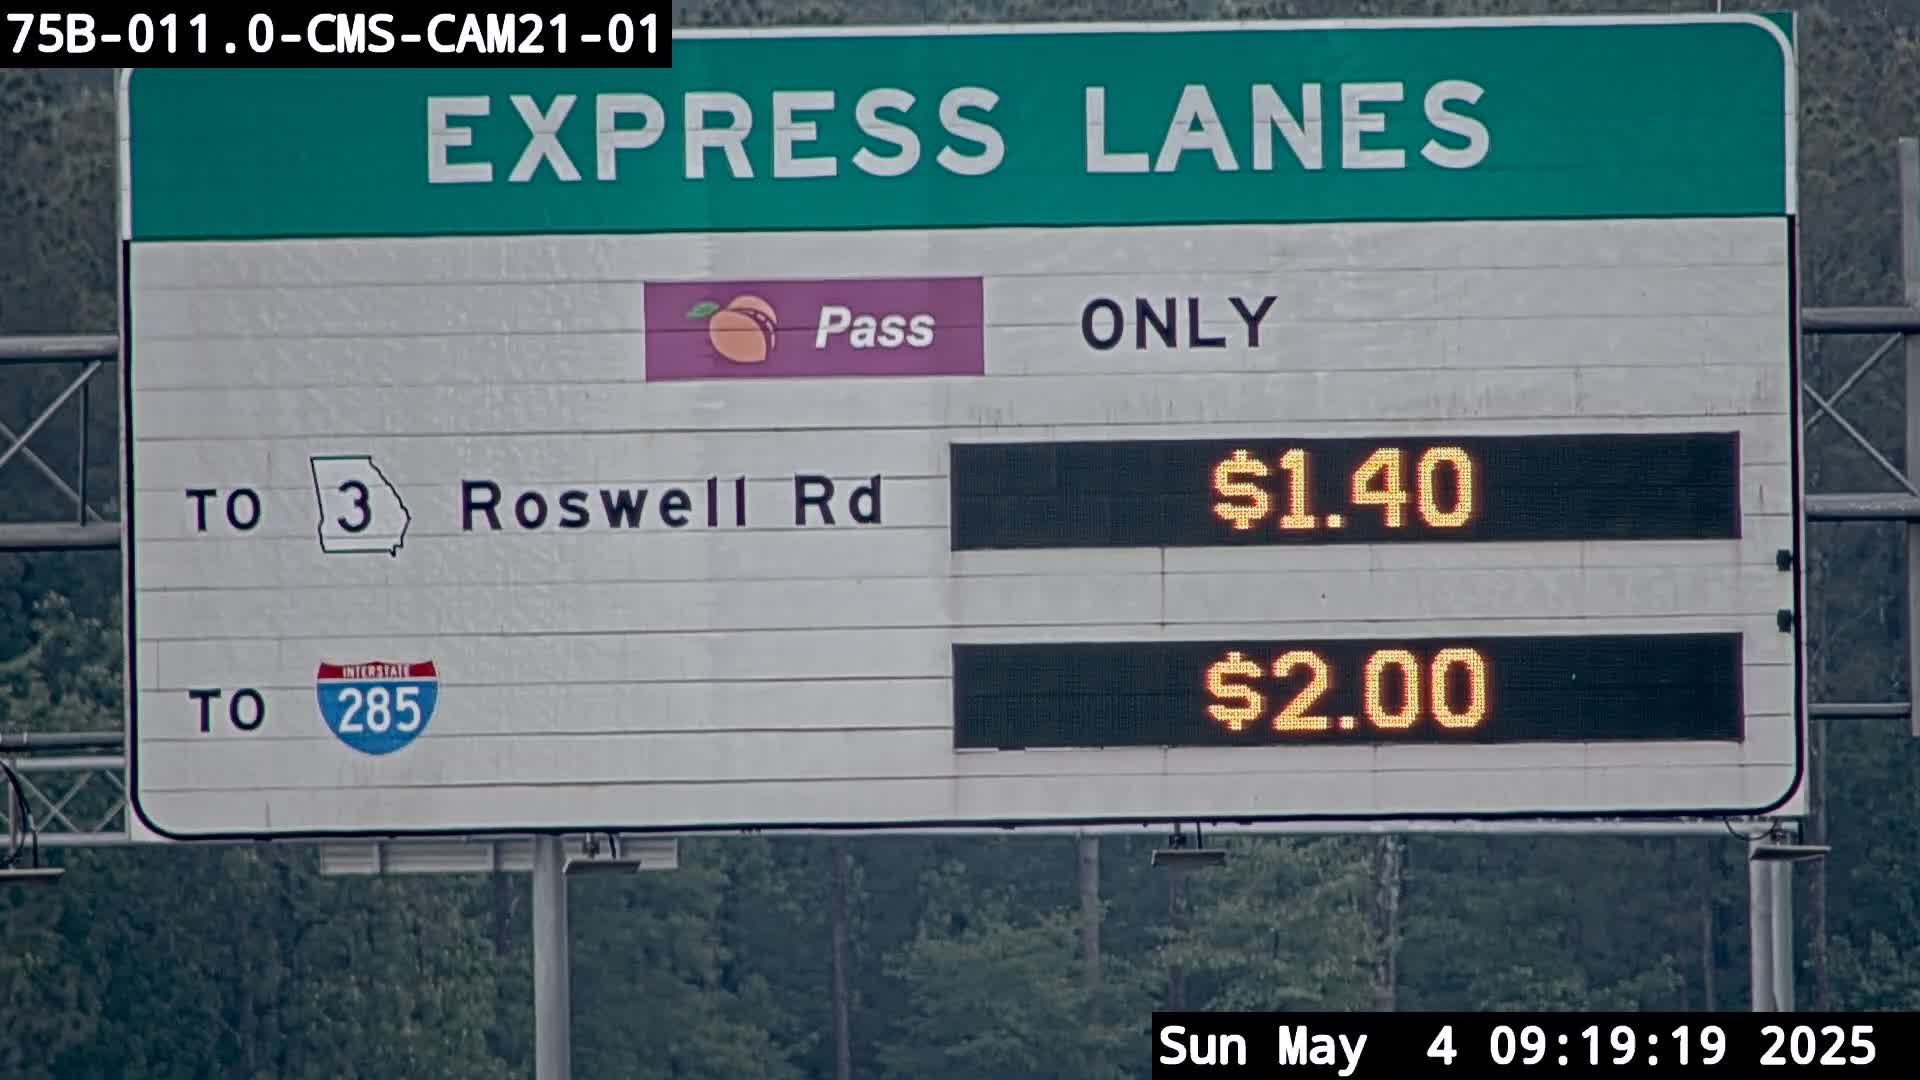 75B-011.0-CMS-CAM21-01
EXPRESS LANES
Pass ONLY
TO 3 Roswell Rd $1.40
TO INTERSTATE 285 $2.00
Sun May 4 09:19:19 2025